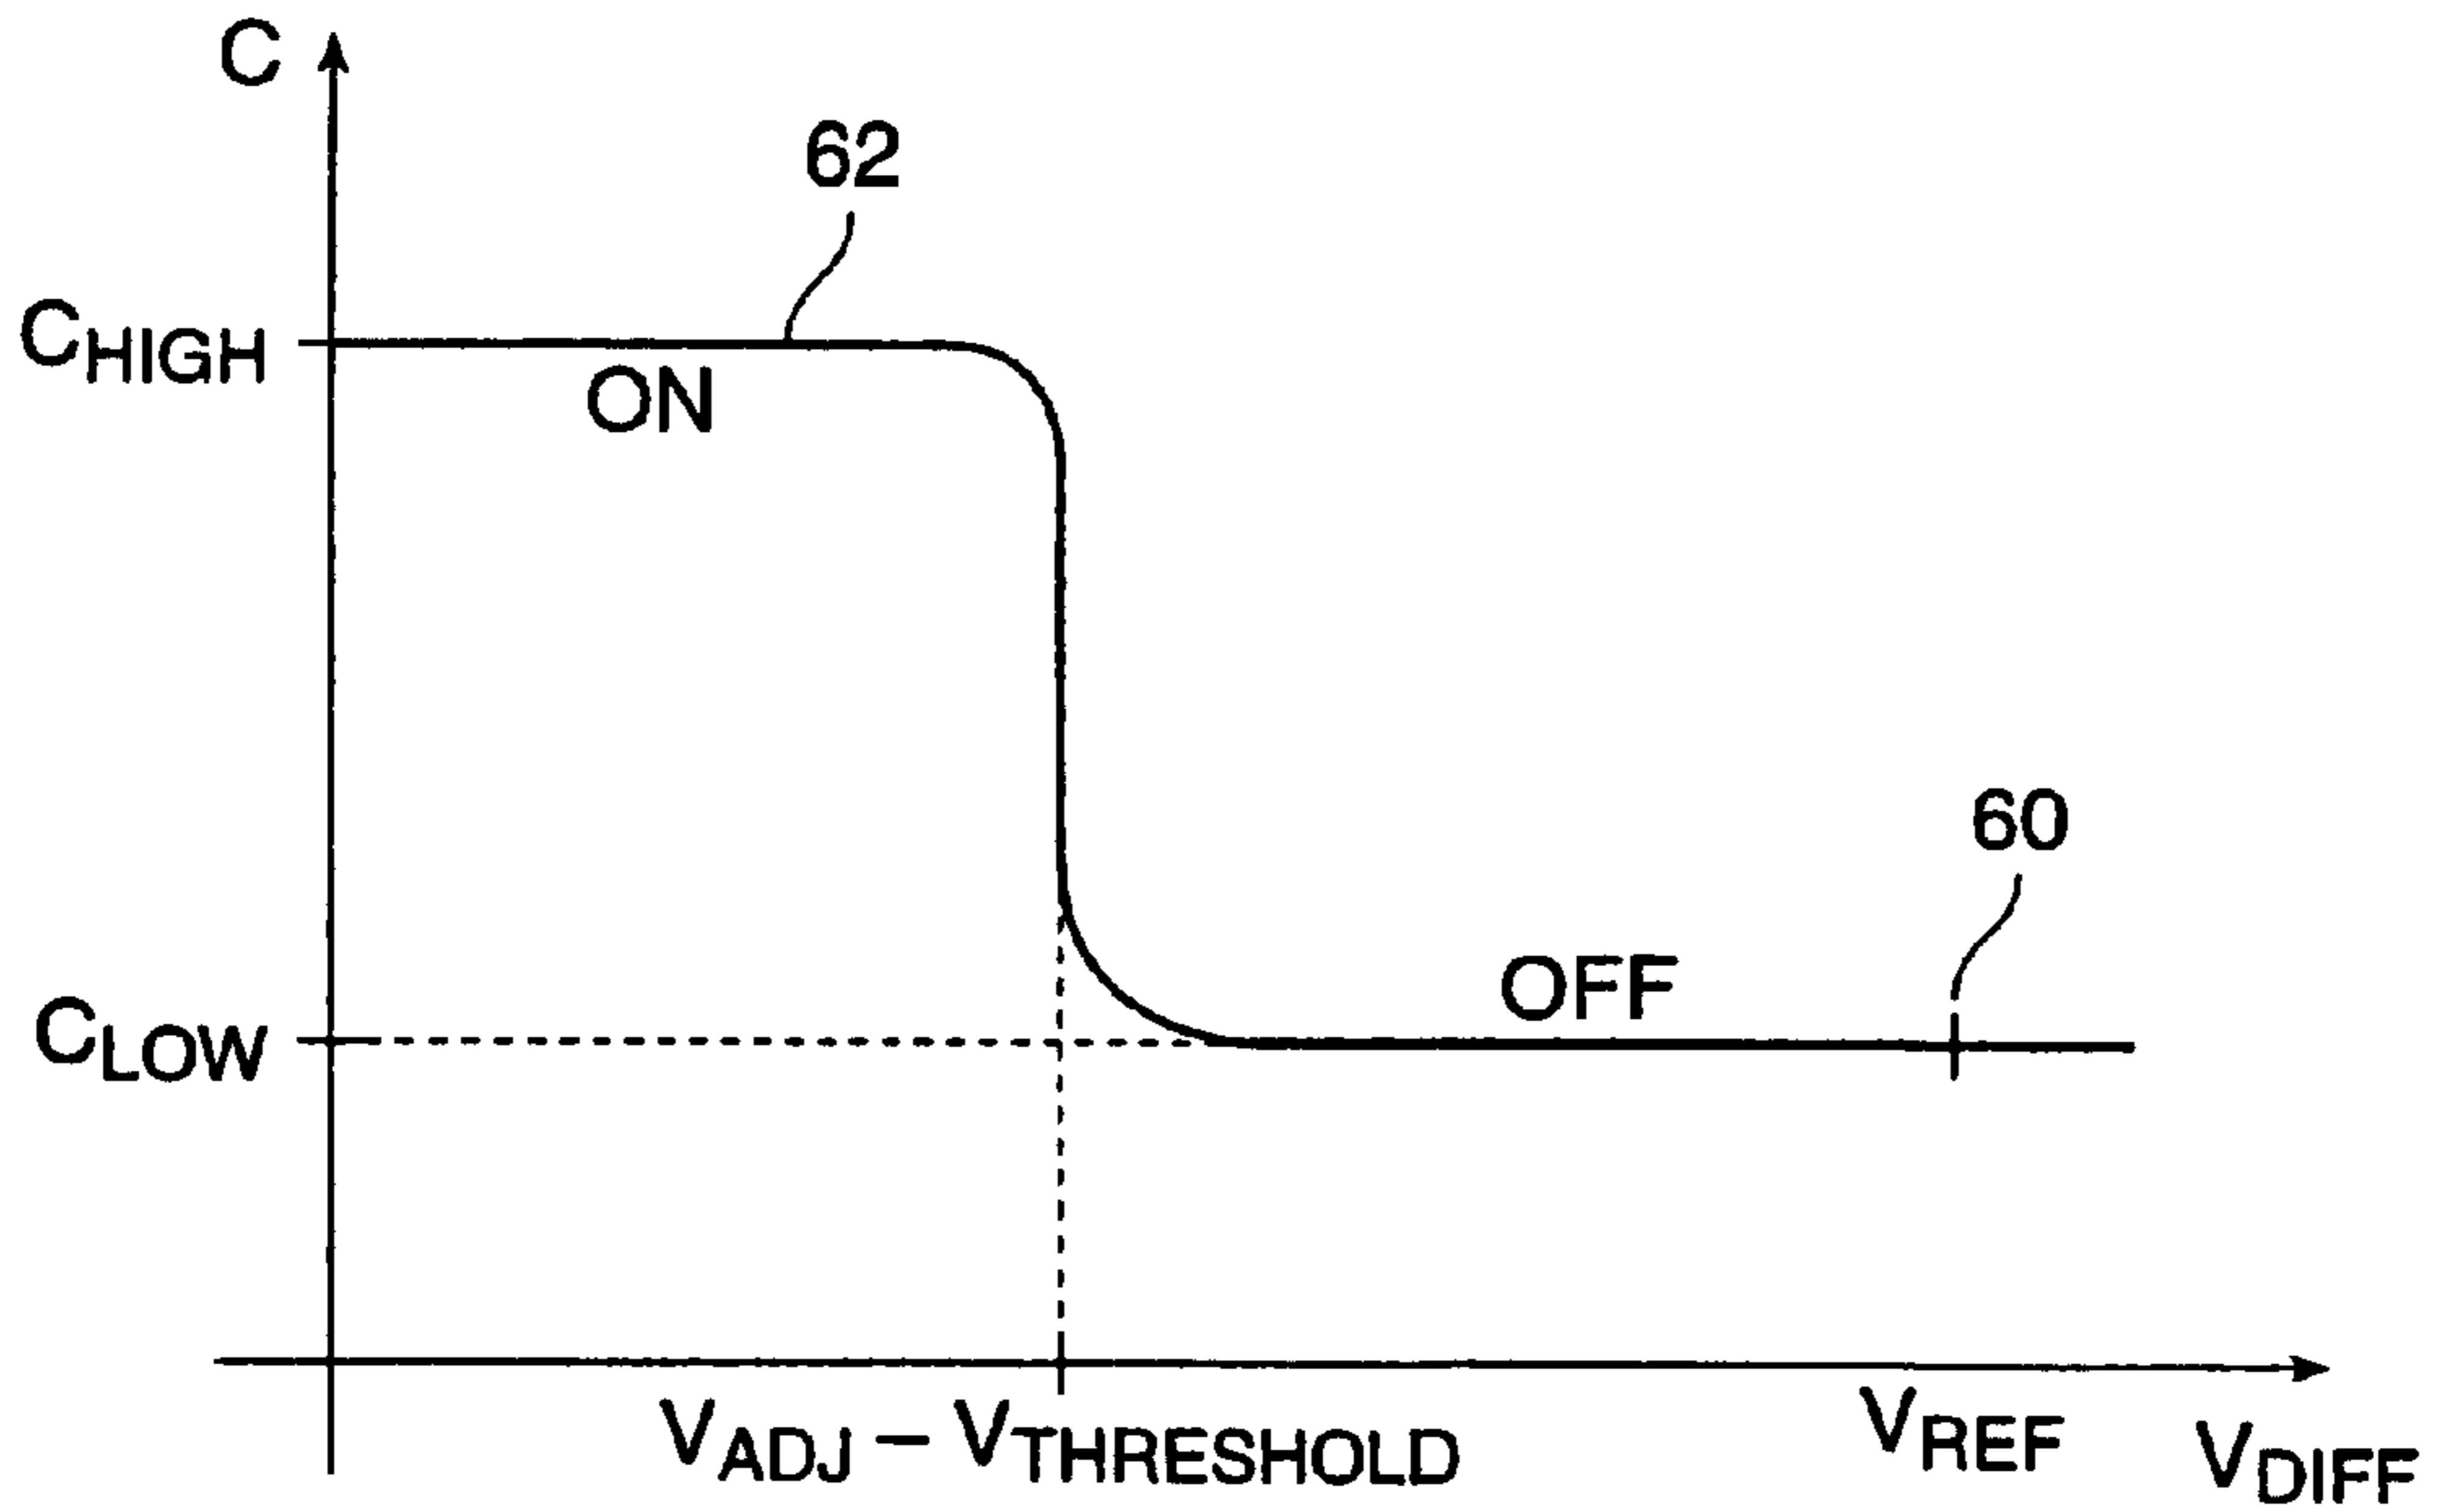 C
62
CHIGH
ON
60
OFF
CLOW
VADJ – VTHRESHOLD
VREF
VDIFF